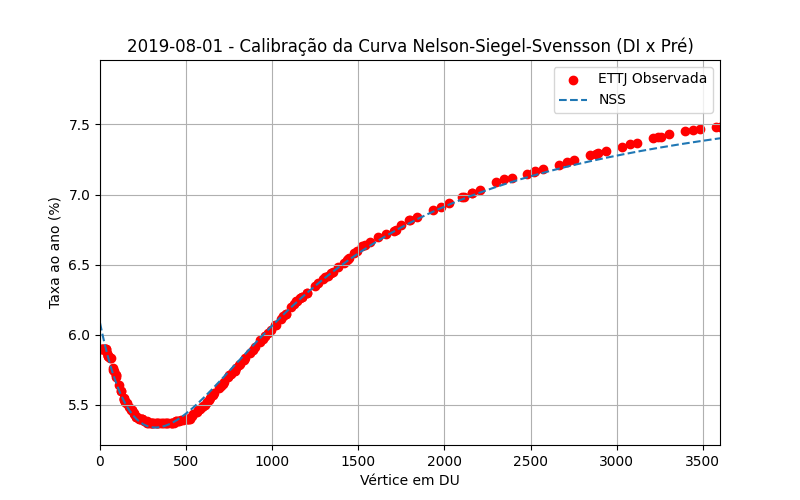 2019-08-01 - Calibração da Curva Nelson-Siegel-Svensson (DI x Pré)
ETTJ Observada
NSS
Taxa ao ano (%)
7.5
7.0
6.5
6.0
5.5
0 500 1000 1500 2000 2500 3000 3500
Vértice em DU